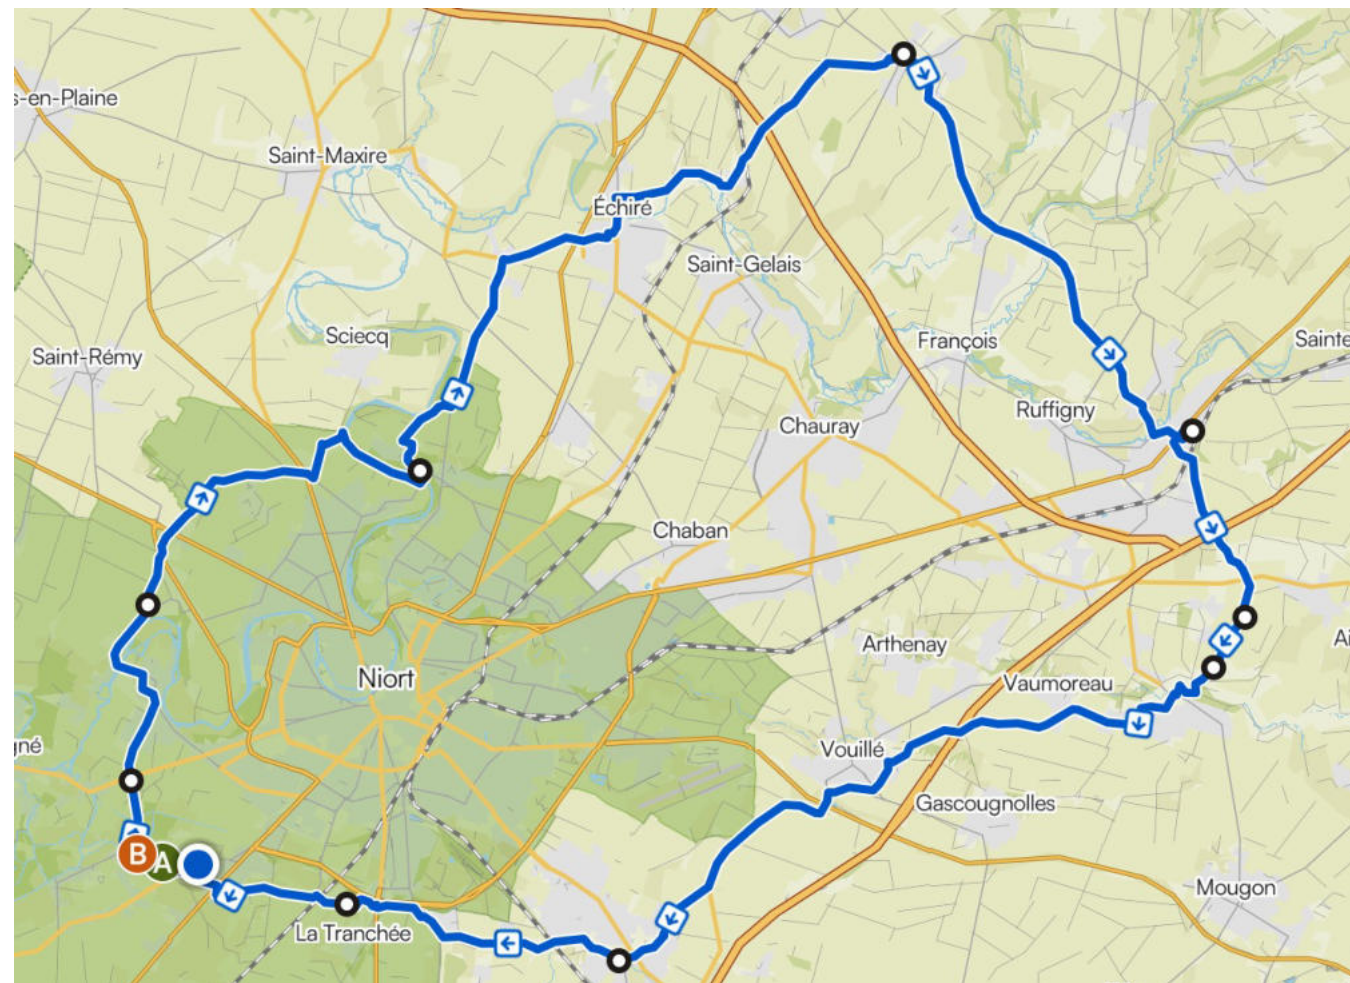 s-en-Plaine
Saint-Maxire
Échiré
Saint-Gelais
Sciecq
François
Sainte
Saint-Rémy
Ruffigny
Chauray
Chaban
Arthenay
Ai
Niort
Vaumoreau
gné
Vouillé
Gascougnolles
B
A
Mougon
La Tranchée